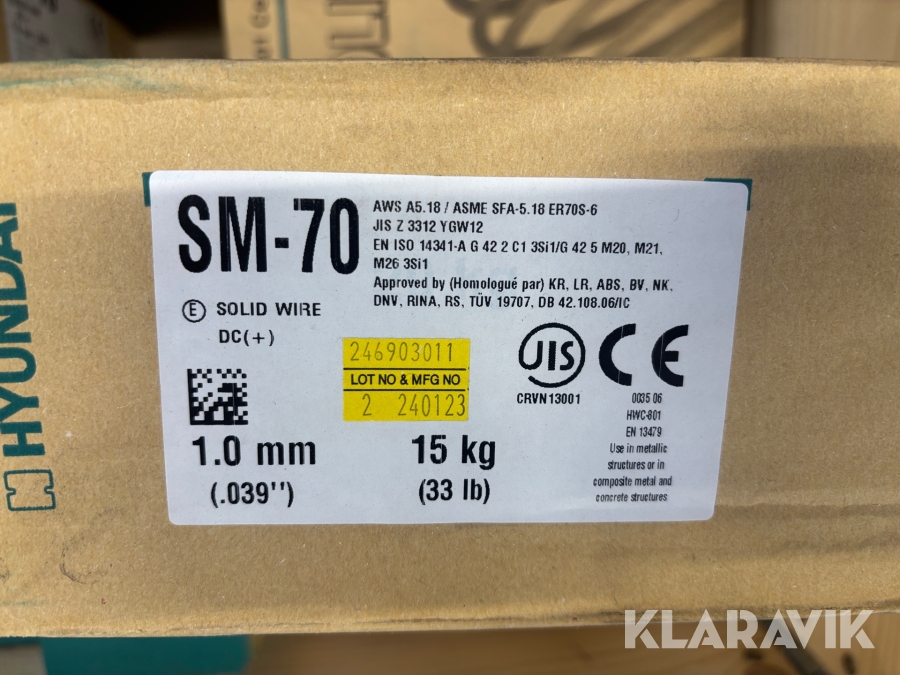 HYUNDAI
SM-70
AWS A5.18 / ASME SFA-5.18 ER70S-6
JIS Z 3312 YGW12
EN ISO 14341-A G 42 2 C1 3Si1/G 42 5 M20, M21,
M26 3Si1
Approved by (Homologué par) KR, LR, ABS, BV, NK,
DNV, RINA, RS, TÜV 19707, DB 42.108.06/IC
E SOLID WIRE
DC(+)
246903011
LOT NO & MFG NO
2 240123
JIS
CRVN13001
CE
0035 06
HWC-801
EN 13479
Use in metallic
structures or in
composite metal and
concrete structures
1.0 mm
(.039")
15 kg
(33 lb)
KLARAVIK